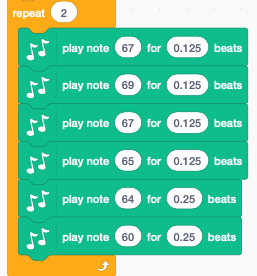 repeat 2
play note 67 for 0.125 beats
play note 69 for 0.125 beats
play note 67 for 0.125 beats
play note 65 for 0.125 beats
play note 64 for 0.25 beats
play note 60 for 0.25 beats